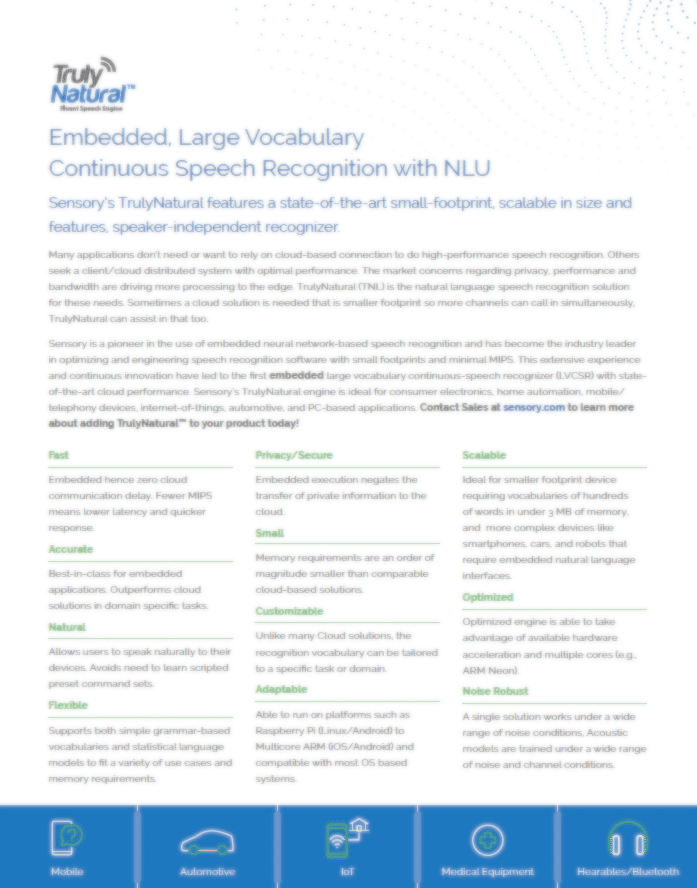 Truly
Natural™
Fluent Speech Engine
Embedded, Large Vocabulary
Continuous Speech Recognition with NLU
Sensory's TrulyNatural features a state-of-the-art small-footprint, scalable in size and
features, speaker-independent recognizer.
Many applications don't need or want to rely on cloud-based connection to do high-performance speech recognition. Others
seek a client/cloud distributed system with optimal performance. The market concerns regarding privacy, performance and
bandwidth are driving more processing to the edge. TrulyNatural (TNL) is the natural language speech recognition solution
for these needs. Sometimes a cloud solution is needed that is smaller footprint so more channels can call in simultaneously,
TrulyNatural can assist in that too.
Sensory is a pioneer in the use of embedded neural network-based speech recognition and has become the industry leader
in optimizing and engineering speech recognition software with small footprints and minimal MIPS. This extensive experience
and continuous innovation have led to the first embedded large vocabulary continuous-speech recognizer (LVCSR) with state-
of-the-art cloud performance. Sensory's TrulyNatural engine is ideal for consumer electronics, home automation, mobile/
telephony devices, internet-of-things, automotive, and PC-based applications. Contact Sales at sensory.com to learn more
about adding TrulyNatural™ to your product today!
Fast
Embedded hence zero cloud
communication delay. Fewer MIPS
means lower latency and quicker
response.
Accurate
Best-in-class for embedded
applications. Outperforms cloud
solutions in domain specific tasks.
Natural
Allows users to speak naturally to their
devices. Avoids need to learn scripted
preset command sets.
Flexible
Supports both simple grammar-based
vocabularies and statistical language
models to fit a variety of use cases and
memory requirements.
Privacy/Secure
Embedded execution negates the
transfer of private information to the
cloud.
Small
Memory requirements are an order of
magnitude smaller than comparable
cloud-based solutions.
Customizable
Unlike many Cloud solutions, the
recognition vocabulary can be tailored
to a specific task or domain.
Adaptable
Able to run on platforms such as
Raspberry Pi (Linux/Android) to
Multicore ARM (iOS/Android) and
compatible with most OS based
systems.
Scalable
Ideal for smaller footprint device
requiring vocabularies of hundreds
of words in under 3 MB of memory,
and more complex devices like
smartphones, cars, and robots that
require embedded natural language
interfaces.
Optimized
Optimized engine is able to take
advantage of available hardware
acceleration and multiple cores (e.g.,
ARM Neon).
Noise Robust
A single solution works under a wide
range of noise conditions, Acoustic
models are trained under a wide range
of noise and channel conditions.
Mobile
Automotive
IoT
Medical Equipment
Hearables/Bluetooth